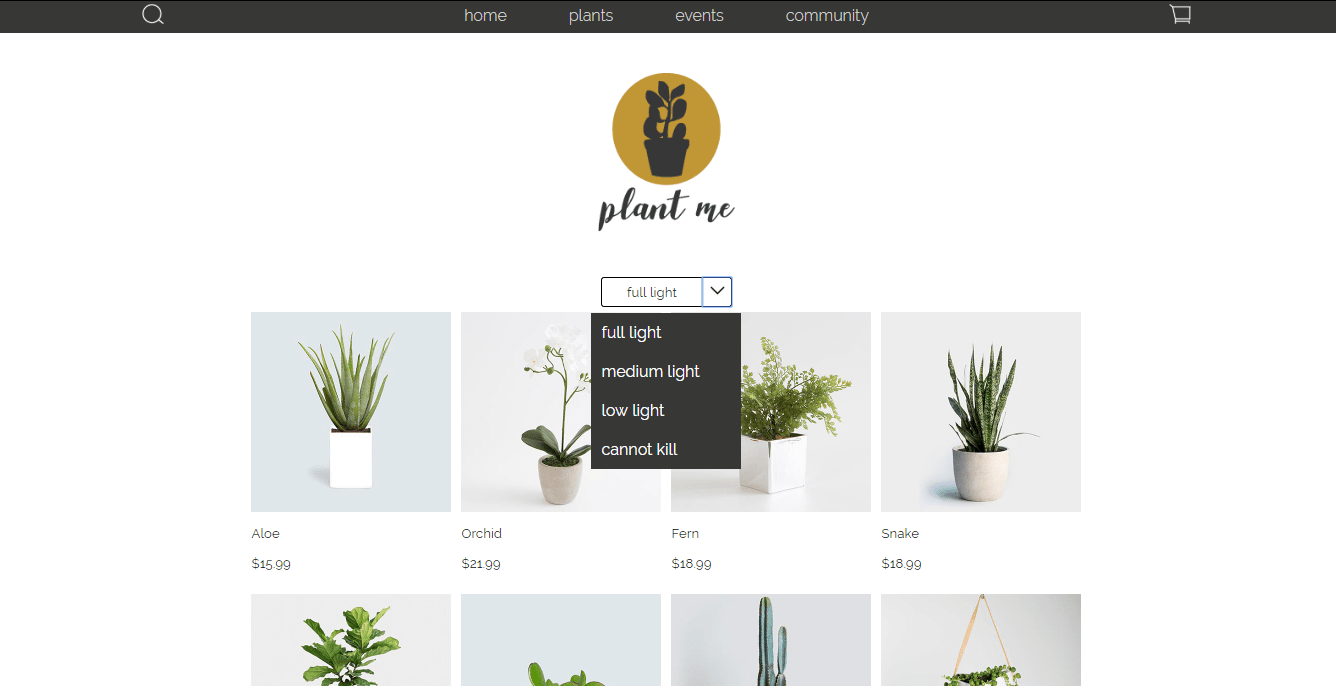 home plants events community
plant me
full light
full light
medium light
low light
cannot kill
Aloe Orchid Fern Snake
$15.99 $21.99 $18.99 $18.99